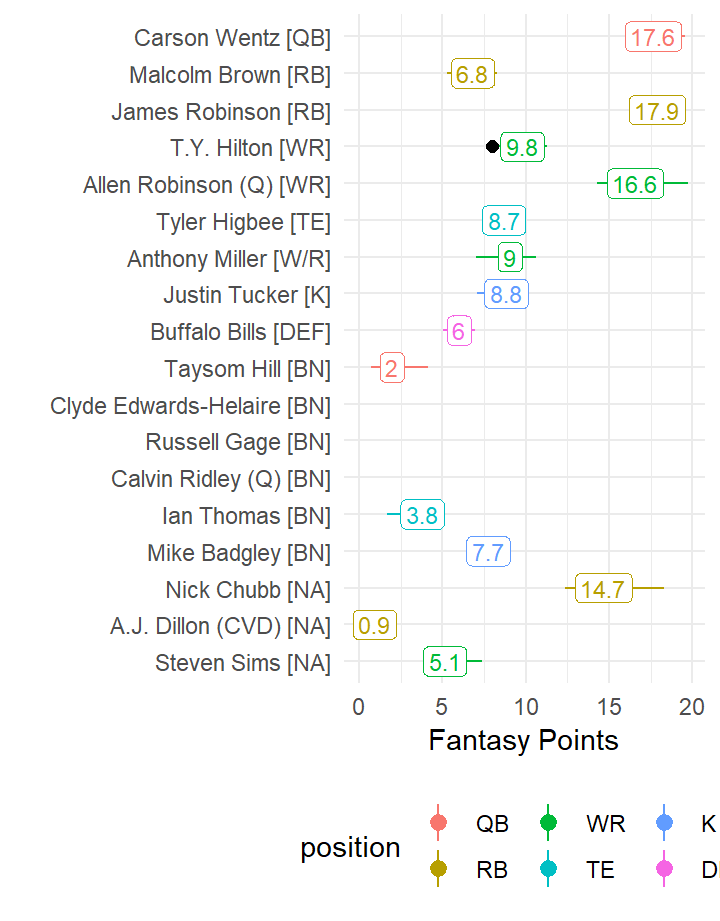 Carson Wentz [QB] 17.6
Malcolm Brown [RB] 6.8
James Robinson [RB] 17.9
T.Y. Hilton [WR] 9.8
Allen Robinson (Q) [WR] 16.6
Tyler Higbee [TE] 8.7
Anthony Miller [W/R] 9
Justin Tucker [K] 8.8
Buffalo Bills [DEF] 6
Taysom Hill [BN] 2
Clyde Edwards-Helaire [BN]
Russell Gage [BN]
Calvin Ridley (Q) [BN]
Ian Thomas [BN] 3.8
Mike Badgley [BN] 7.7
Nick Chubb [NA] 14.7
A.J. Dillon (CVD) [NA] 0.9
Steven Sims [NA] 5.1
0 5 10 15 20
Fantasy Points
position
QB WR K
RB TE